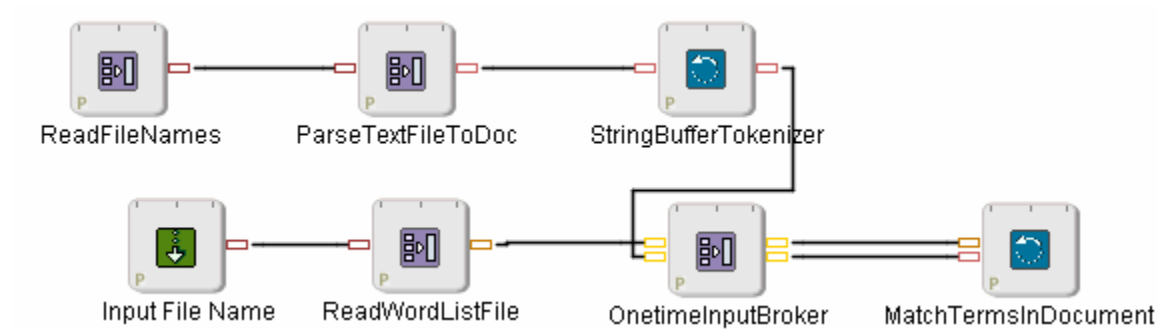 P
P
P
ReadFileNames
ParseTextFileToDoc
StringBufferTokenizer
P
P
P
P
Input File Name
ReadWordListFile
OnetimeInputBroker
MatchTermsInDocument